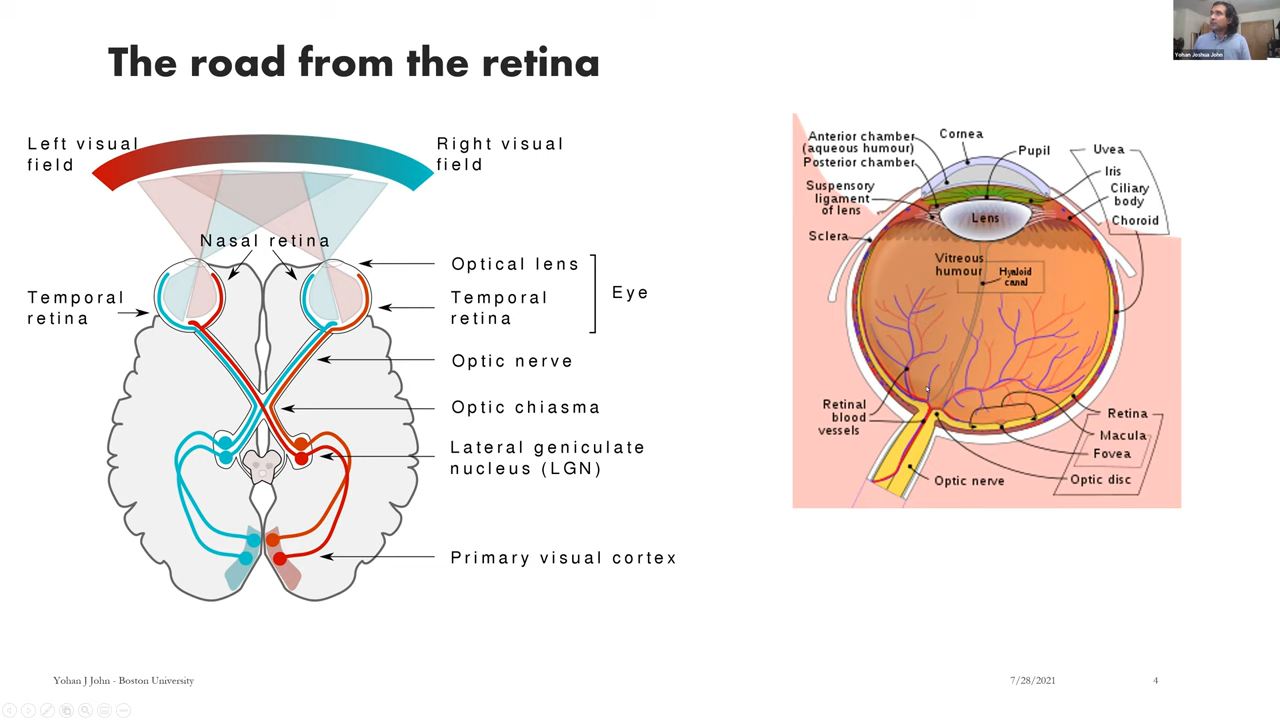 The road from the retina
Yohan Joshua John
Left visual
field
Right visual
field
Nasal retina
Temporal
retina
Optical lens
Temporal
retina
Eye
Optic nerve
Optic chiasma
Lateral geniculate
nucleus (LGN)
Primary visual cortex
Anterior chamber
(aqueous humour)
Posterior chamber
Cornea
Pupil
Uvea
Iris
Ciliary
body
Choroid
Suspensory
ligament
of lens
Lens
Sclera
Vitreous
humour
Hyaloid
canal
Retinal
blood
vessels
Retina
Macula
Fovea
Optic nerve
Optic disc
Yohan J John - Boston University
7/28/2021
4